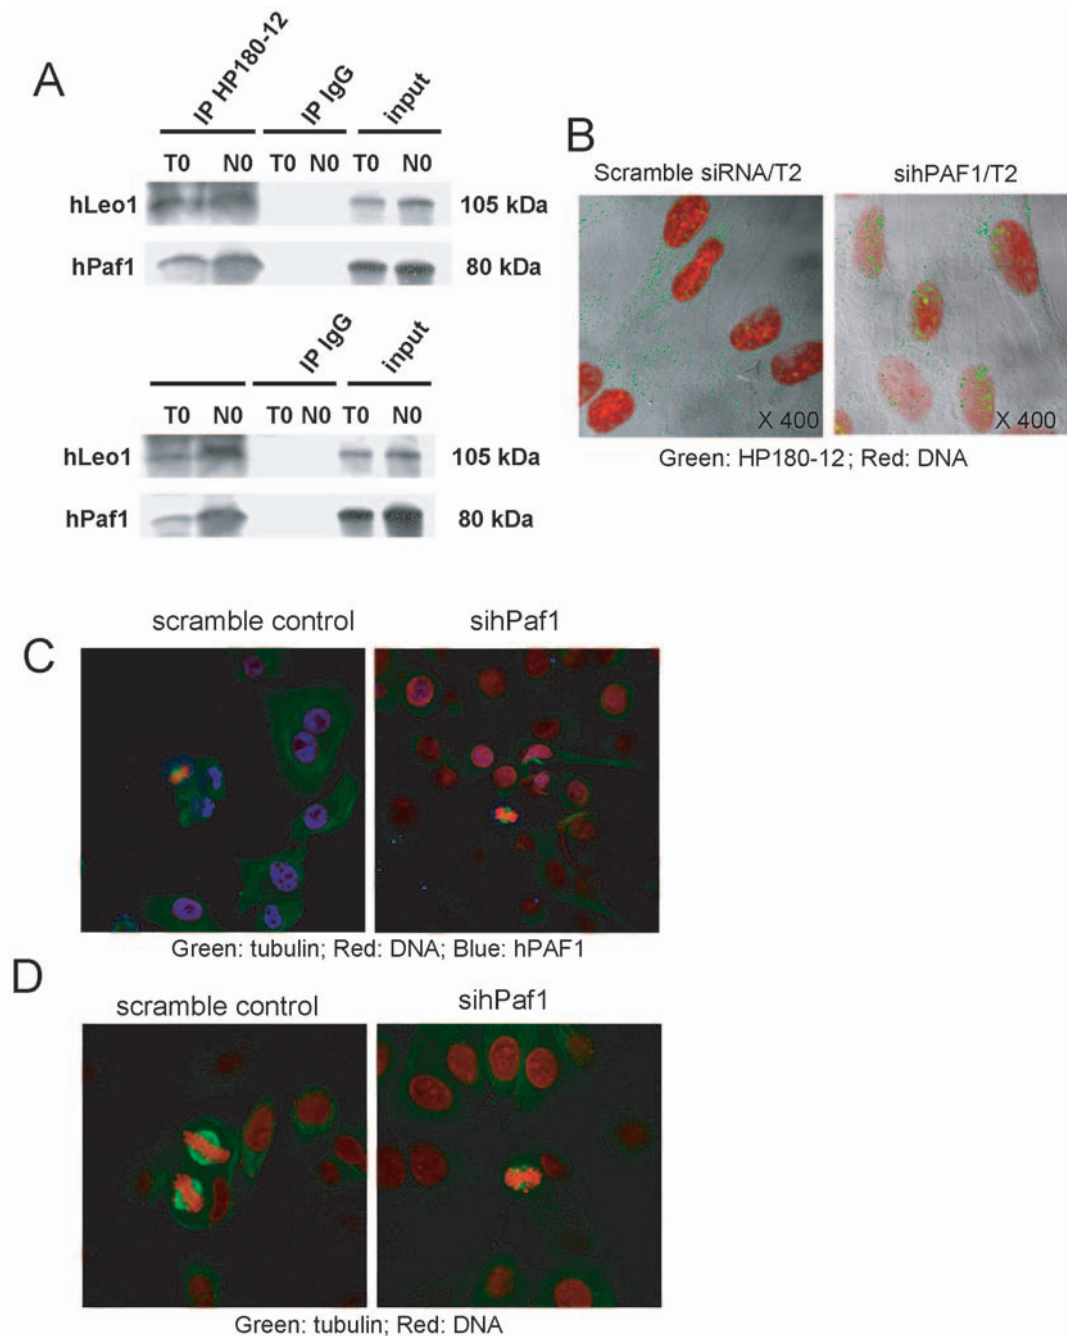 A
IP HP180-12
IP IgG
input
T0 N0 T0 N0 T0 N0
hLeo1 105 kDa
hPaf1 80 kDa
IP IgG
input
T0 N0 T0 N0 T0 N0
hLeo1 105 kDa
hPaf1 80 kDa
B
Scramble siRNA/T2 sihPAF1/T2
X 400 X 400
Green: HP180-12; Red: DNA
C
scramble control sihPaf1
Green: tubulin; Red: DNA; Blue: hPAF1
D
scramble control sihPaf1
Green: tubulin; Red: DNA